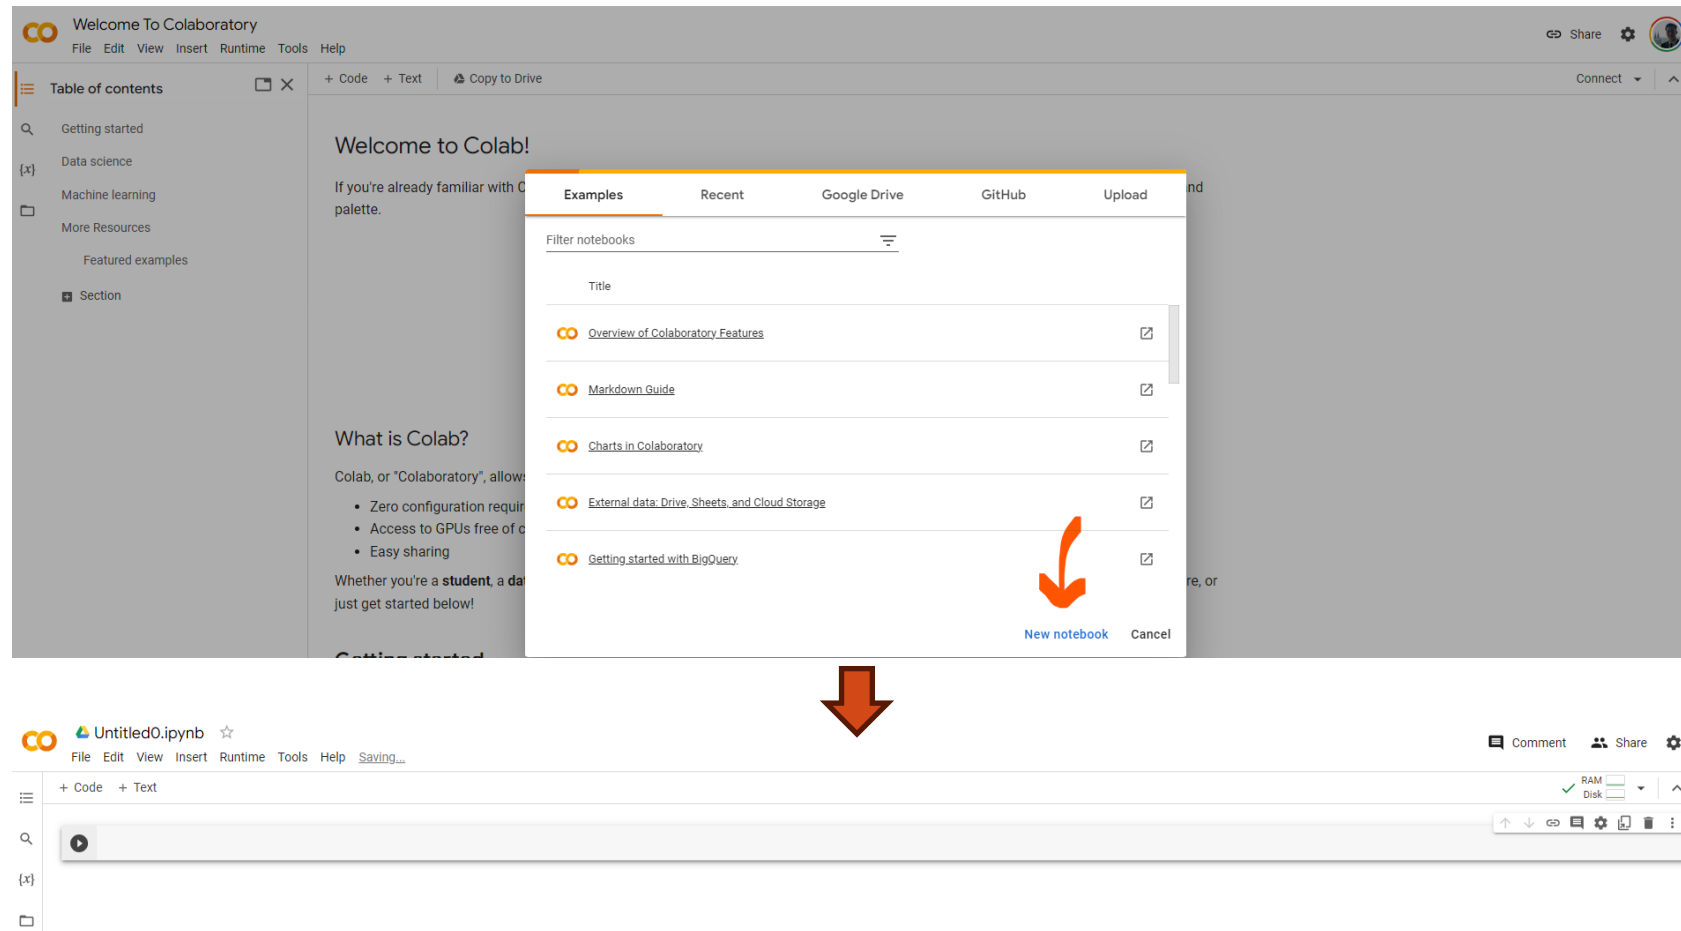 Welcome To Colaboratory
File Edit View Insert Runtime Tools Help
Share
Table of contents
+ Code + Text Copy to Drive
Connect
Getting started
Data science
{x}
Machine learning
More Resources
Featured examples
Section
Welcome to Colab!
If you're already familiar with C
nd
palette.
Examples Recent Google Drive GitHub Upload
Filter notebooks
Title
Overview of Colaboratory Features
Markdown Guide
Charts in Colaboratory
External data: Drive, Sheets, and Cloud Storage
Getting started with BigQuery
New notebook Cancel
What is Colab?
Colab, or "Colaboratory", allows
• Zero configuration requir
• Access to GPUs free of c
• Easy sharing
Whether you're a student, a dat
re, or
just get started below!
Getting started
Untitled0.ipynb
File Edit View Insert Runtime Tools Help Saving...
Comment Share
+ Code + Text
RAM
Disk
{x}